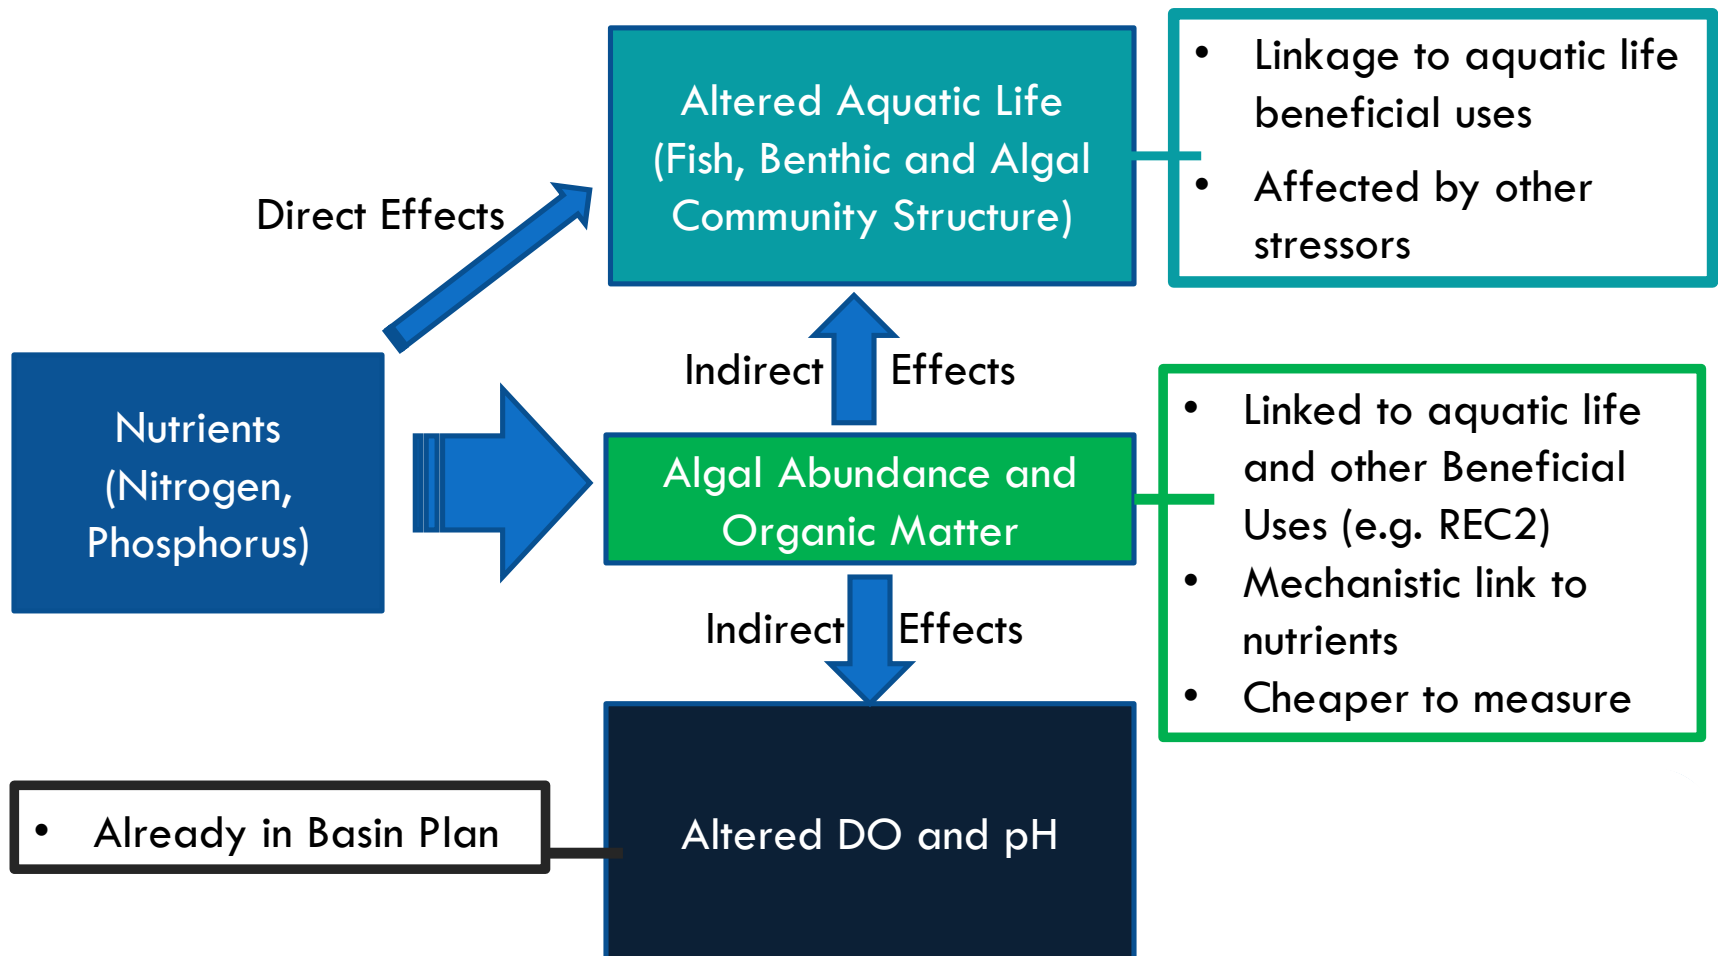 Altered Aquatic Life
(Fish, Benthic and Algal
Community Structure)
• Linkage to aquatic life
beneficial uses
• Affected by other
stressors
Direct Effects
Nutrients
(Nitrogen,
Phosphorus)
Indirect Effects
Algal Abundance and
Organic Matter
• Linked to aquatic life
and other Beneficial
Uses (e.g. REC2)
• Mechanistic link to
nutrients
• Cheaper to measure
Indirect Effects
Altered DO and pH
• Already in Basin Plan